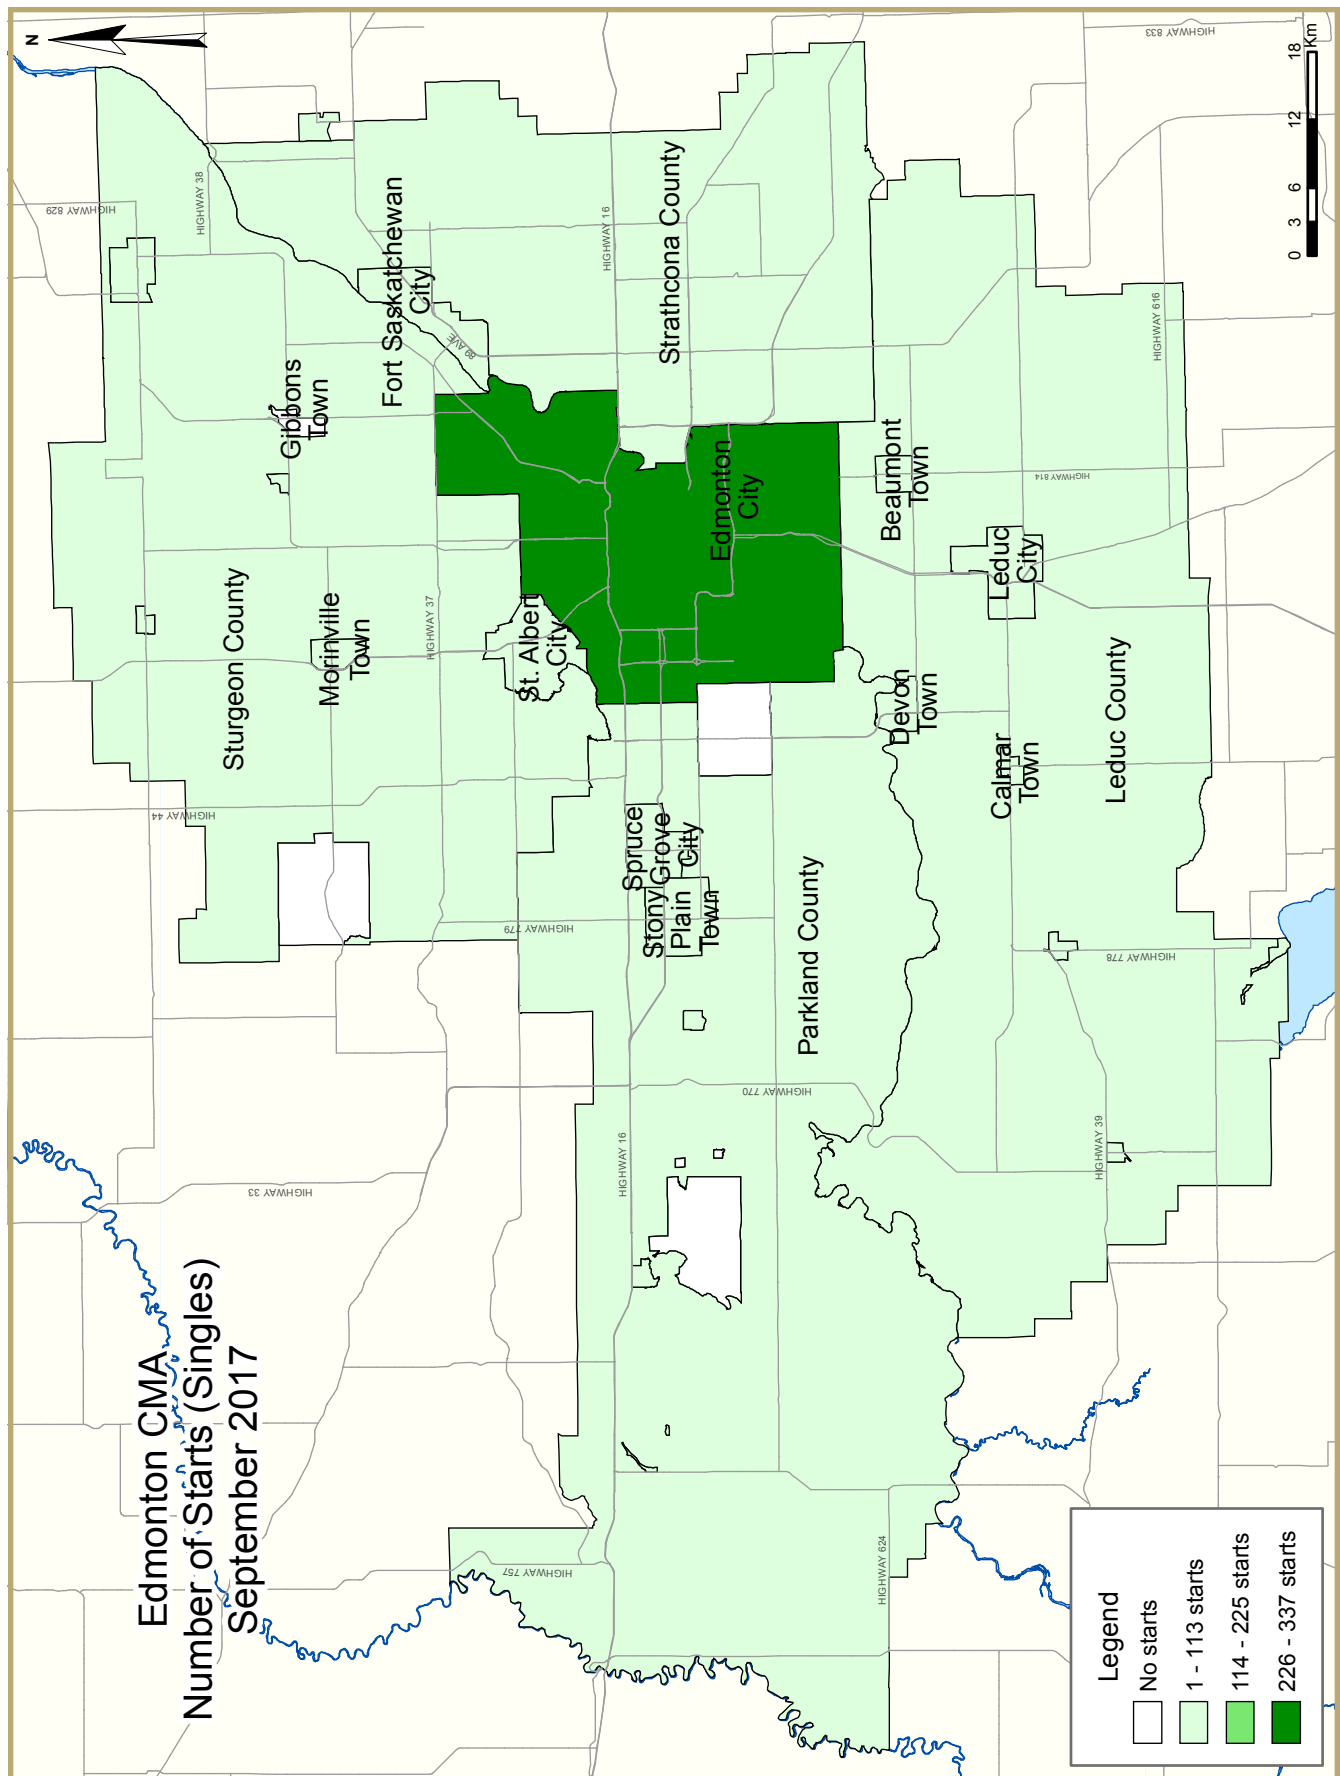 Edmonton CMA
Number of Starts (Singles)
September 2017
N
HIGHWAY 833
HIGHWAY 829
HIGHWAY 38
HIGHWAY 16
HIGHWAY 616
Fort Saskatchewan
City
Strathcona County
89 AVE
Gibbons
Town
Edmonton
City
Beaumont
Town
HIGHWAY 814
Leduc
City
Sturgeon County
Morinville
Town
HIGHWAY 37
St. Albert
City
Devon
Town
Calmar
Town
Leduc County
HIGHWAY 44
Spruce
Grove
City
Stony
Plain
Town
Parkland County
HIGHWAY 779
HIGHWAY 778
HIGHWAY 770
HIGHWAY 39
HIGHWAY 16
HIGHWAY 33
HIGHWAY 757
HIGHWAY 624
0 3 6 12 18
Km
Legend
No starts
1 - 113 starts
114 - 225 starts
226 - 337 starts